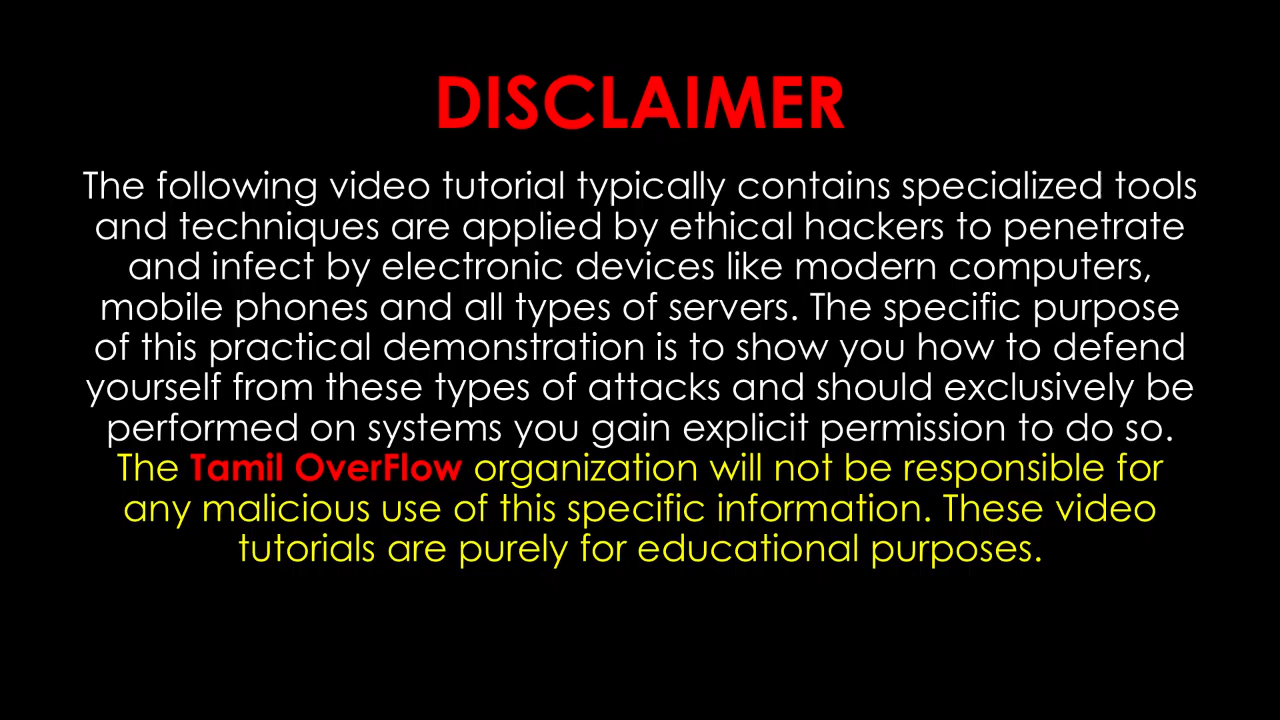 DISCLAIMER
The following video tutorial typically contains specialized tools
and techniques are applied by ethical hackers to penetrate
and infect by electronic devices like modern computers,
mobile phones and all types of servers. The specific purpose
of this practical demonstration is to show you how to defend
yourself from these types of attacks and should exclusively be
performed on systems you gain explicit permission to do so.
The Tamil OverFlow organization will not be responsible for
any malicious use of this specific information. These video
tutorials are purely for educational purposes.